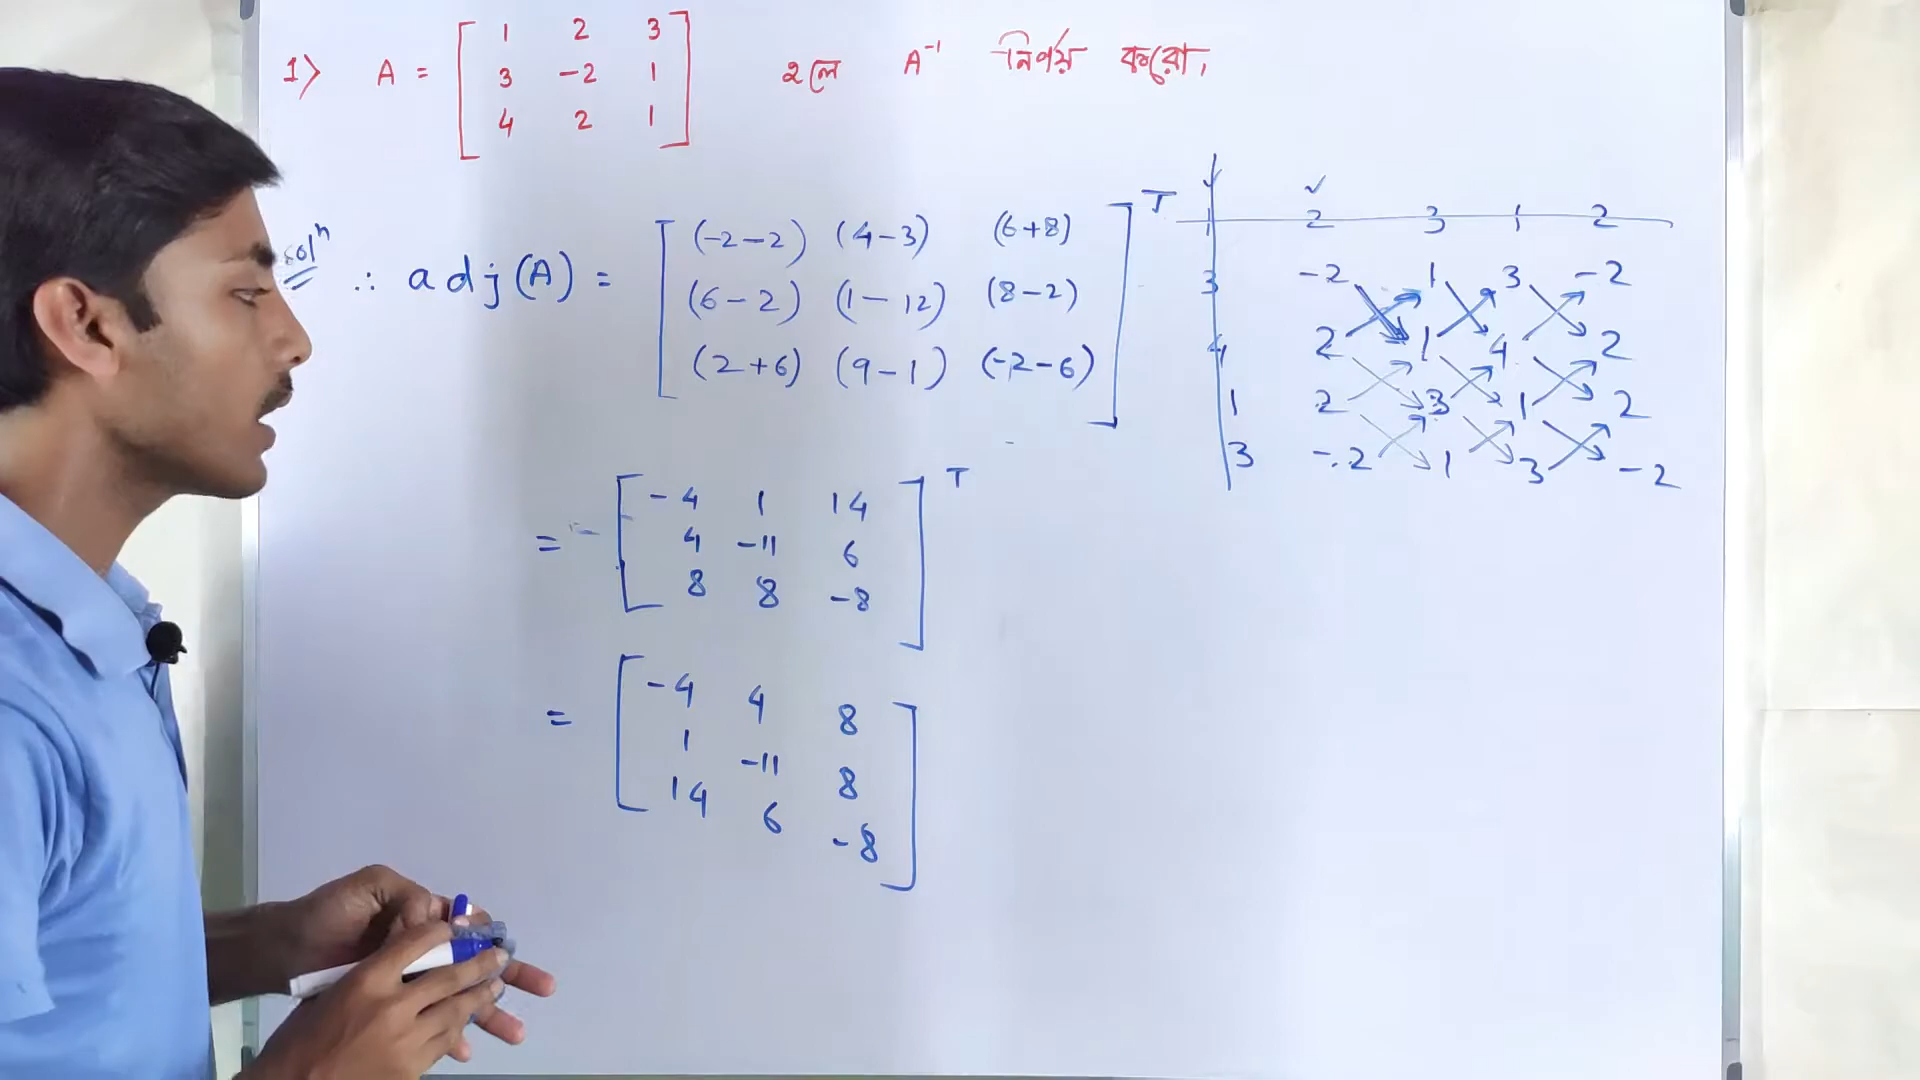 1) A = [ 1 2 3
3 -2 1
4 2 1 ] হলে A⁻¹ নির্ণয় করো,
solⁿ ∴ adj(A) = [ (-2-2) (4-3) (6+8)
(6-2) (1-12) (8-2)
(2+6) (9-1) (-2-6) ]ᵀ
= [ -4 1 14
4 -11 6
8 8 -8 ]ᵀ
= [ -4 4 8
1 -11 8
14 6 -8 ]
1 2 3 1 2
3 -2 1 3 -2
4 2 1 4 2
1 2 3 1 2
3 -2 1 3 -2